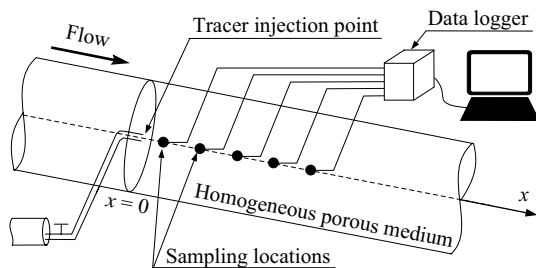 Tracer injection point
Data logger
Flow
x
x = 0
Homogeneous porous medium
Sampling locations